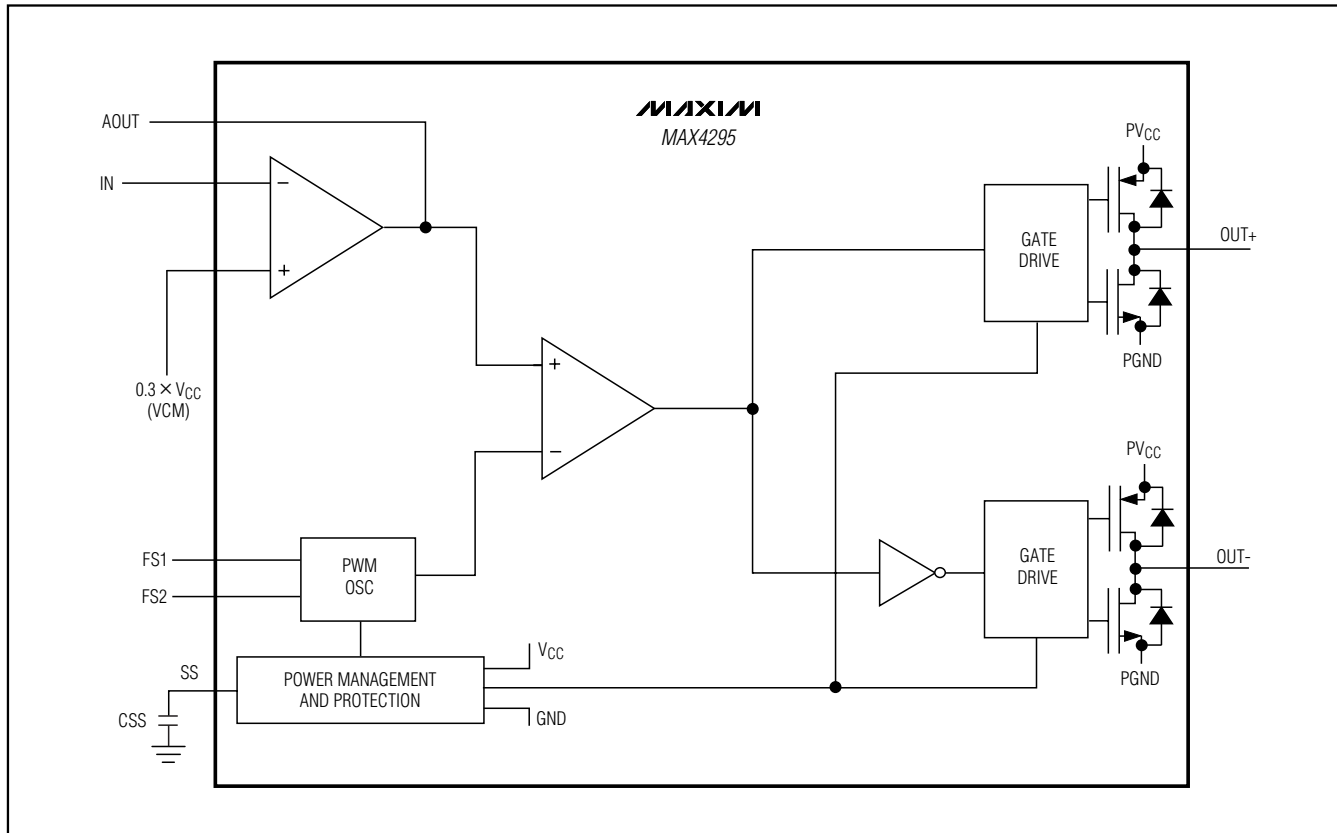 MAXIM
MAX4295
AOUT
IN
−
+
0.3 × VCC
(VCM)
+
−
FS1
FS2
PWM
OSC
SS
CSS
POWER MANAGEMENT
AND PROTECTION
VCC
GND
GATE
DRIVE
PVCC
OUT+
PGND
GATE
DRIVE
PVCC
OUT-
PGND